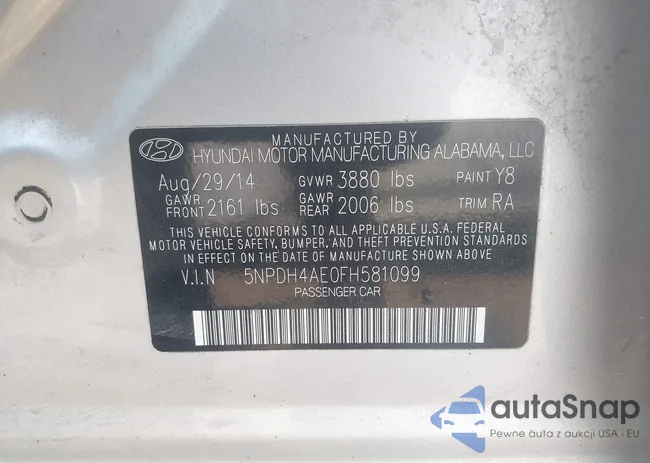 MANUFACTURED BY
HYUNDAI MOTOR MANUFACTURING ALABAMA, LLC
Aug/29/14 GVWR 3880 lbs PAINT Y8
GAWR FRONT 2161 lbs GAWR REAR 2006 lbs TRIM RA
THIS VEHICLE CONFORMS TO ALL APPLICABLE U.S.A. FEDERAL
MOTOR VEHICLE SAFETY, BUMPER, AND THEFT PREVENTION
STANDARDS IN EFFECT ON THE DATE OF MANUFACTURE SHOWN ABOVE.
V.I.N 5NPDH4AE0FH581099
PASSENGER CAR
autaSnap
Pewne auta z aukcji USA i EU